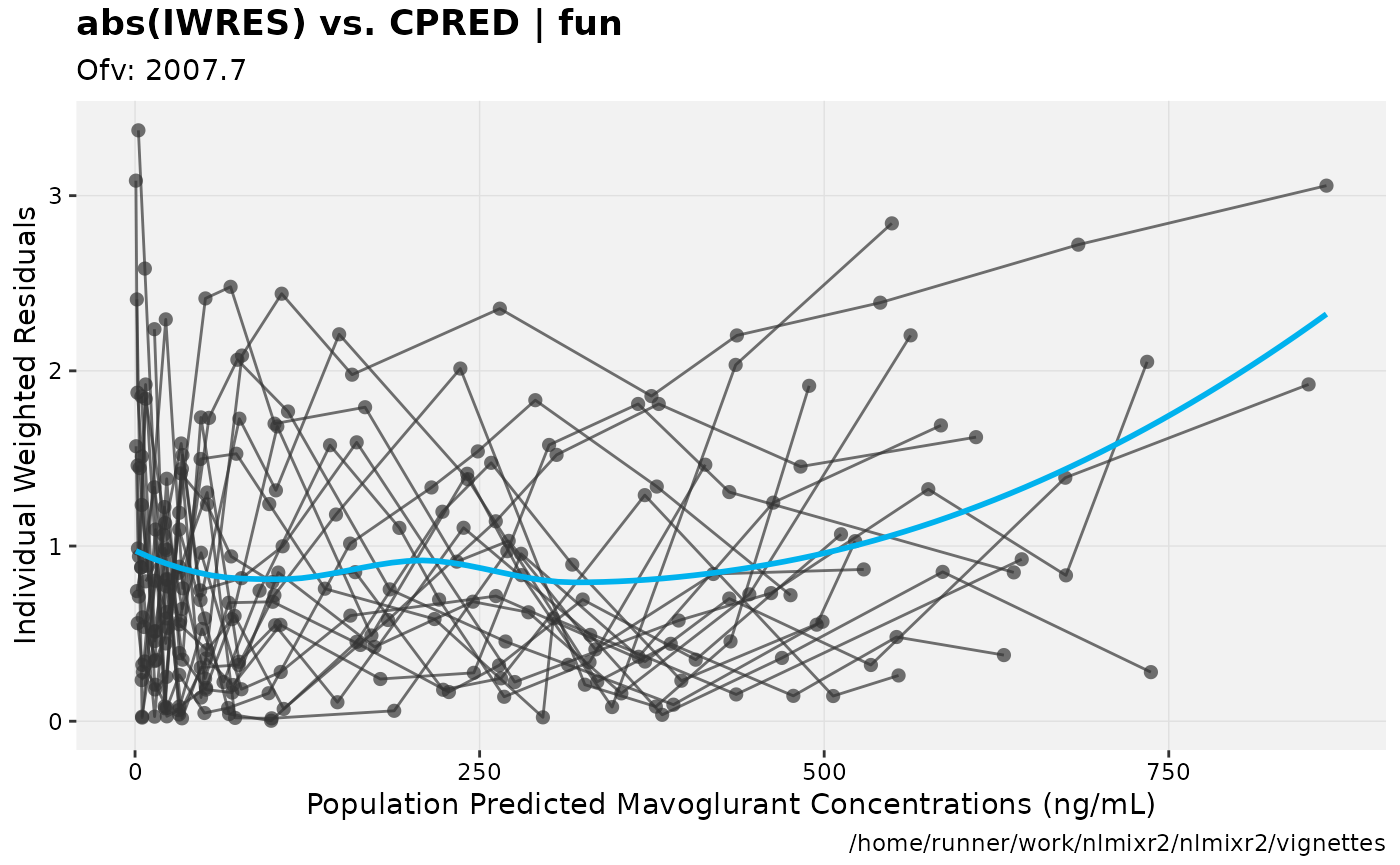 abs(IWRES) vs. CPRED | fun
Ofv: 2007.7
Individual Weighted Residuals
3
2
1
0
0
250
500
750
Population Predicted Mavoglurant Concentrations (ng/mL)
/home/runner/work/nlmixr2/nlmixr2/vignettes